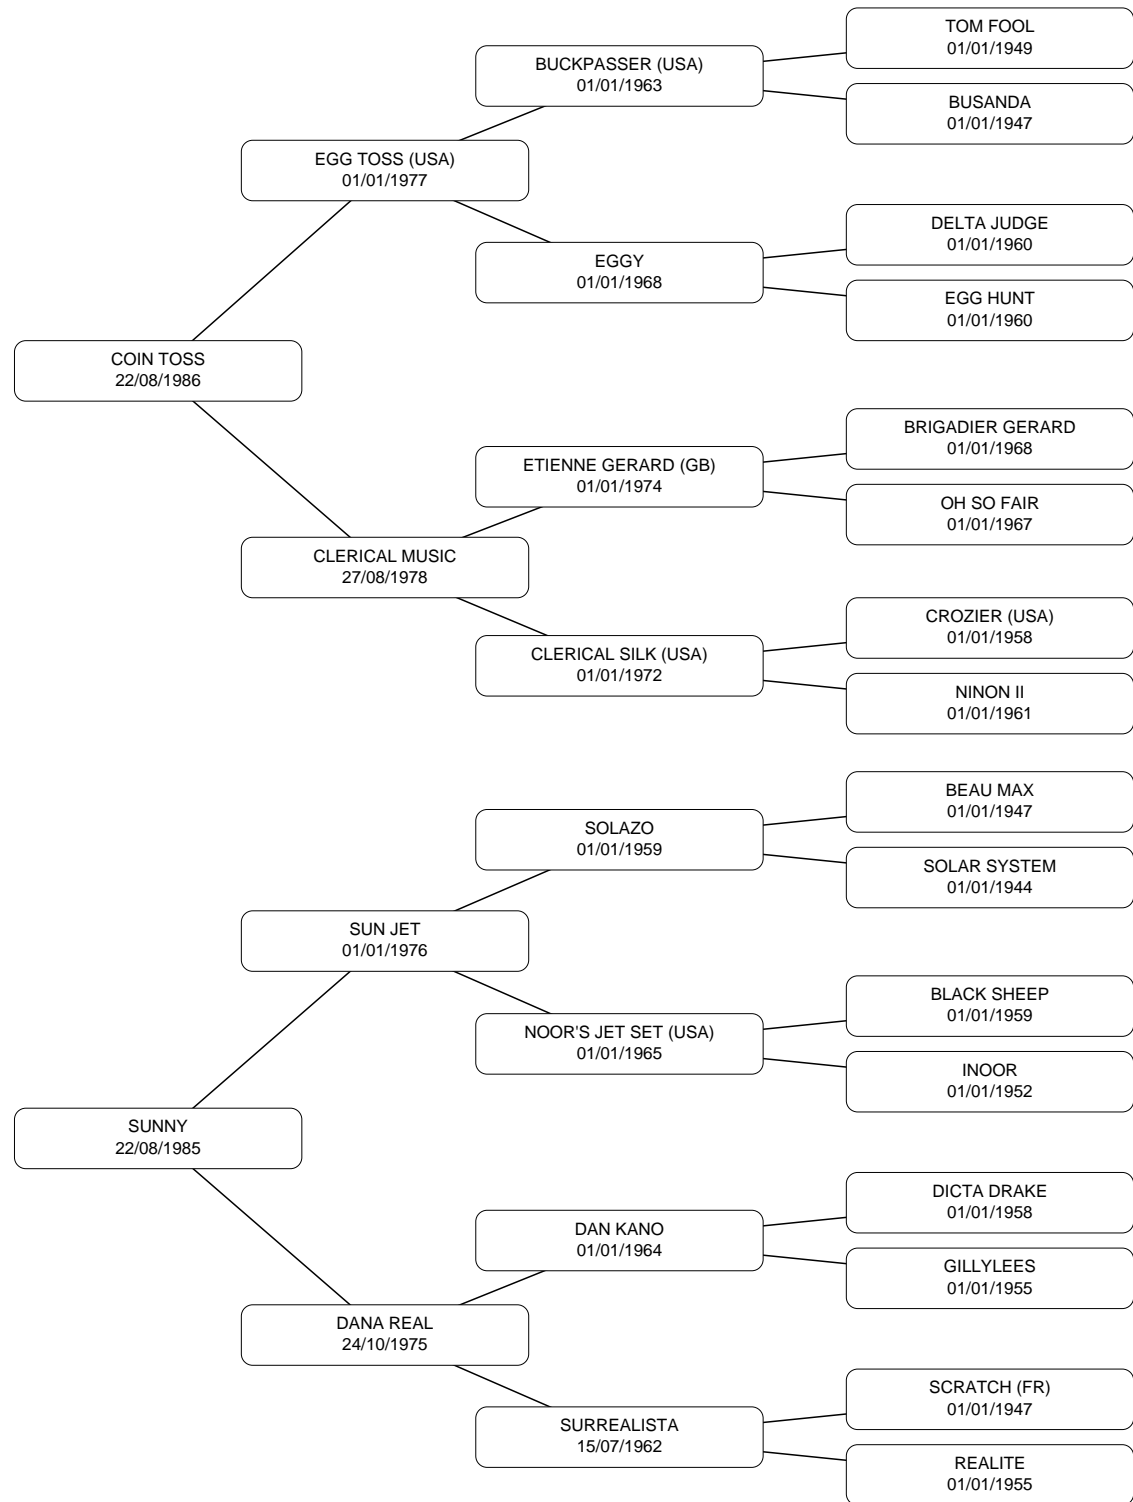 TOM FOOL
01/01/1949
BUCKPASSER (USA)
01/01/1963
BUSANDA
01/01/1947
EGG TOSS (USA)
01/01/1977
DELTA JUDGE
01/01/1960
EGGY
01/01/1968
EGG HUNT
01/01/1960
COIN TOSS
22/08/1986
BRIGADIER GERARD
01/01/1968
ETIENNE GERARD (GB)
01/01/1974
OH SO FAIR
01/01/1967
CLERICAL MUSIC
27/08/1978
CROZIER (USA)
01/01/1958
CLERICAL SILK (USA)
01/01/1972
NINON II
01/01/1961
BEAU MAX
01/01/1947
SOLAZO
01/01/1959
SOLAR SYSTEM
01/01/1944
SUN JET
01/01/1976
BLACK SHEEP
01/01/1959
NOOR'S JET SET (USA)
01/01/1965
INOOR
01/01/1952
SUNNY
22/08/1985
DICTA DRAKE
01/01/1958
DAN KANO
01/01/1964
GILLYLEES
01/01/1955
DANA REAL
24/10/1975
SCRATCH (FR)
01/01/1947
SURREALISTA
15/07/1962
REALITE
01/01/1955